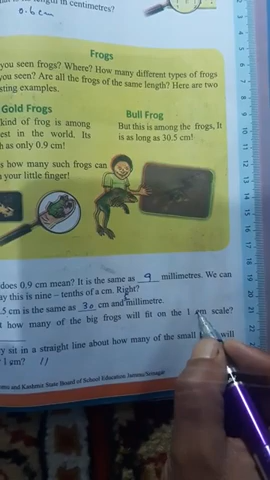 in centimetres?
0.6 cm
Frogs
you seen frogs? Where? How many different types of frogs
you seen? Are all the frogs of the same length? Here are two
sting examples.
Gold Frogs
kind of frog is among
est in the world. Its
h as only 0.9 cm!
Bull Frog
But this is among the frogs, It
is as long as 30.5 cm!
s how many such frogs can
your little finger!
does 0.9 cm mean? It is the same as 9 millimetres. We can
ay this is nine – tenths of a cm. Right?
.5 cm is the same as 30 cm and millimetre.
how many of the big frogs will fit on the 1 cm scale?
y sit in a straight line about how many of the small will
1 cm? 11
and Kashmir State Board of School Education